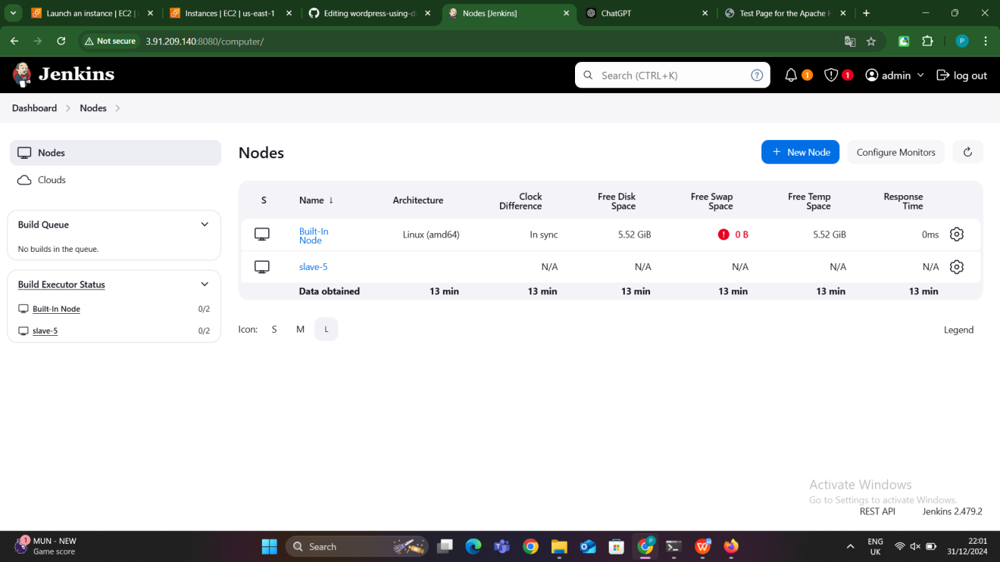 Launch an instance | EC2 |
Instances | EC2 | us-east-1
Editing wordpress-using-d
Nodes [Jenkins]
ChatGPT
Test Page for the Apache H
Not secure
3.91.209.140:8080/computer/
P
Jenkins
Search (CTRL+K)
?
1
1
admin
log out
Dashboard
Nodes
Nodes
Clouds
Build Queue
No builds in the queue.
Build Executor Status
Built-In Node 0/2
slave-5 0/2
Nodes
+ New Node
Configure Monitors
S Name ↓ Architecture Clock Difference Free Disk Space Free Swap Space Free Temp Space Response Time
Built-In Node Linux (amd64) In sync 5.52 GiB ! 0 B 5.52 GiB 0ms
slave-5 N/A N/A N/A N/A N/A
Data obtained 13 min 13 min 13 min 13 min 13 min 13 min
Icon: S M L
Legend
Activate Windows
Go to Settings to activate Windows.
REST API Jenkins 2.479.2
1
MUN - NEW
Game score
Search
P
W
ENG
UK
22:01
31/12/2024